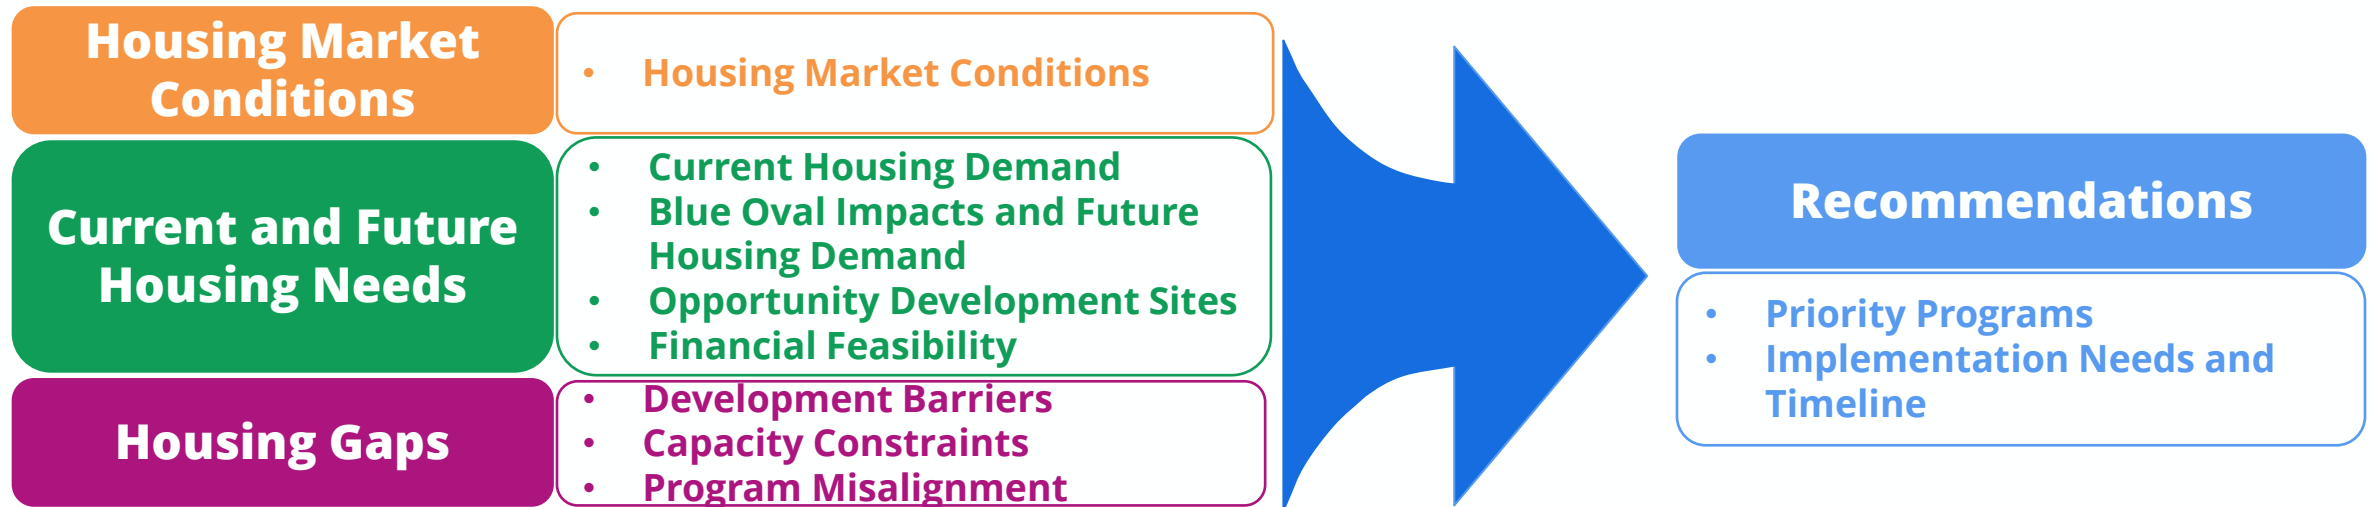 Housing Market
Conditions
• Housing Market Conditions
Current and Future
Housing Needs
• Current Housing Demand
• Blue Oval Impacts and Future
Housing Demand
• Opportunity Development Sites
• Financial Feasibility
Housing Gaps
• Development Barriers
• Capacity Constraints
• Program Misalignment
Recommendations
• Priority Programs
• Implementation Needs and
Timeline